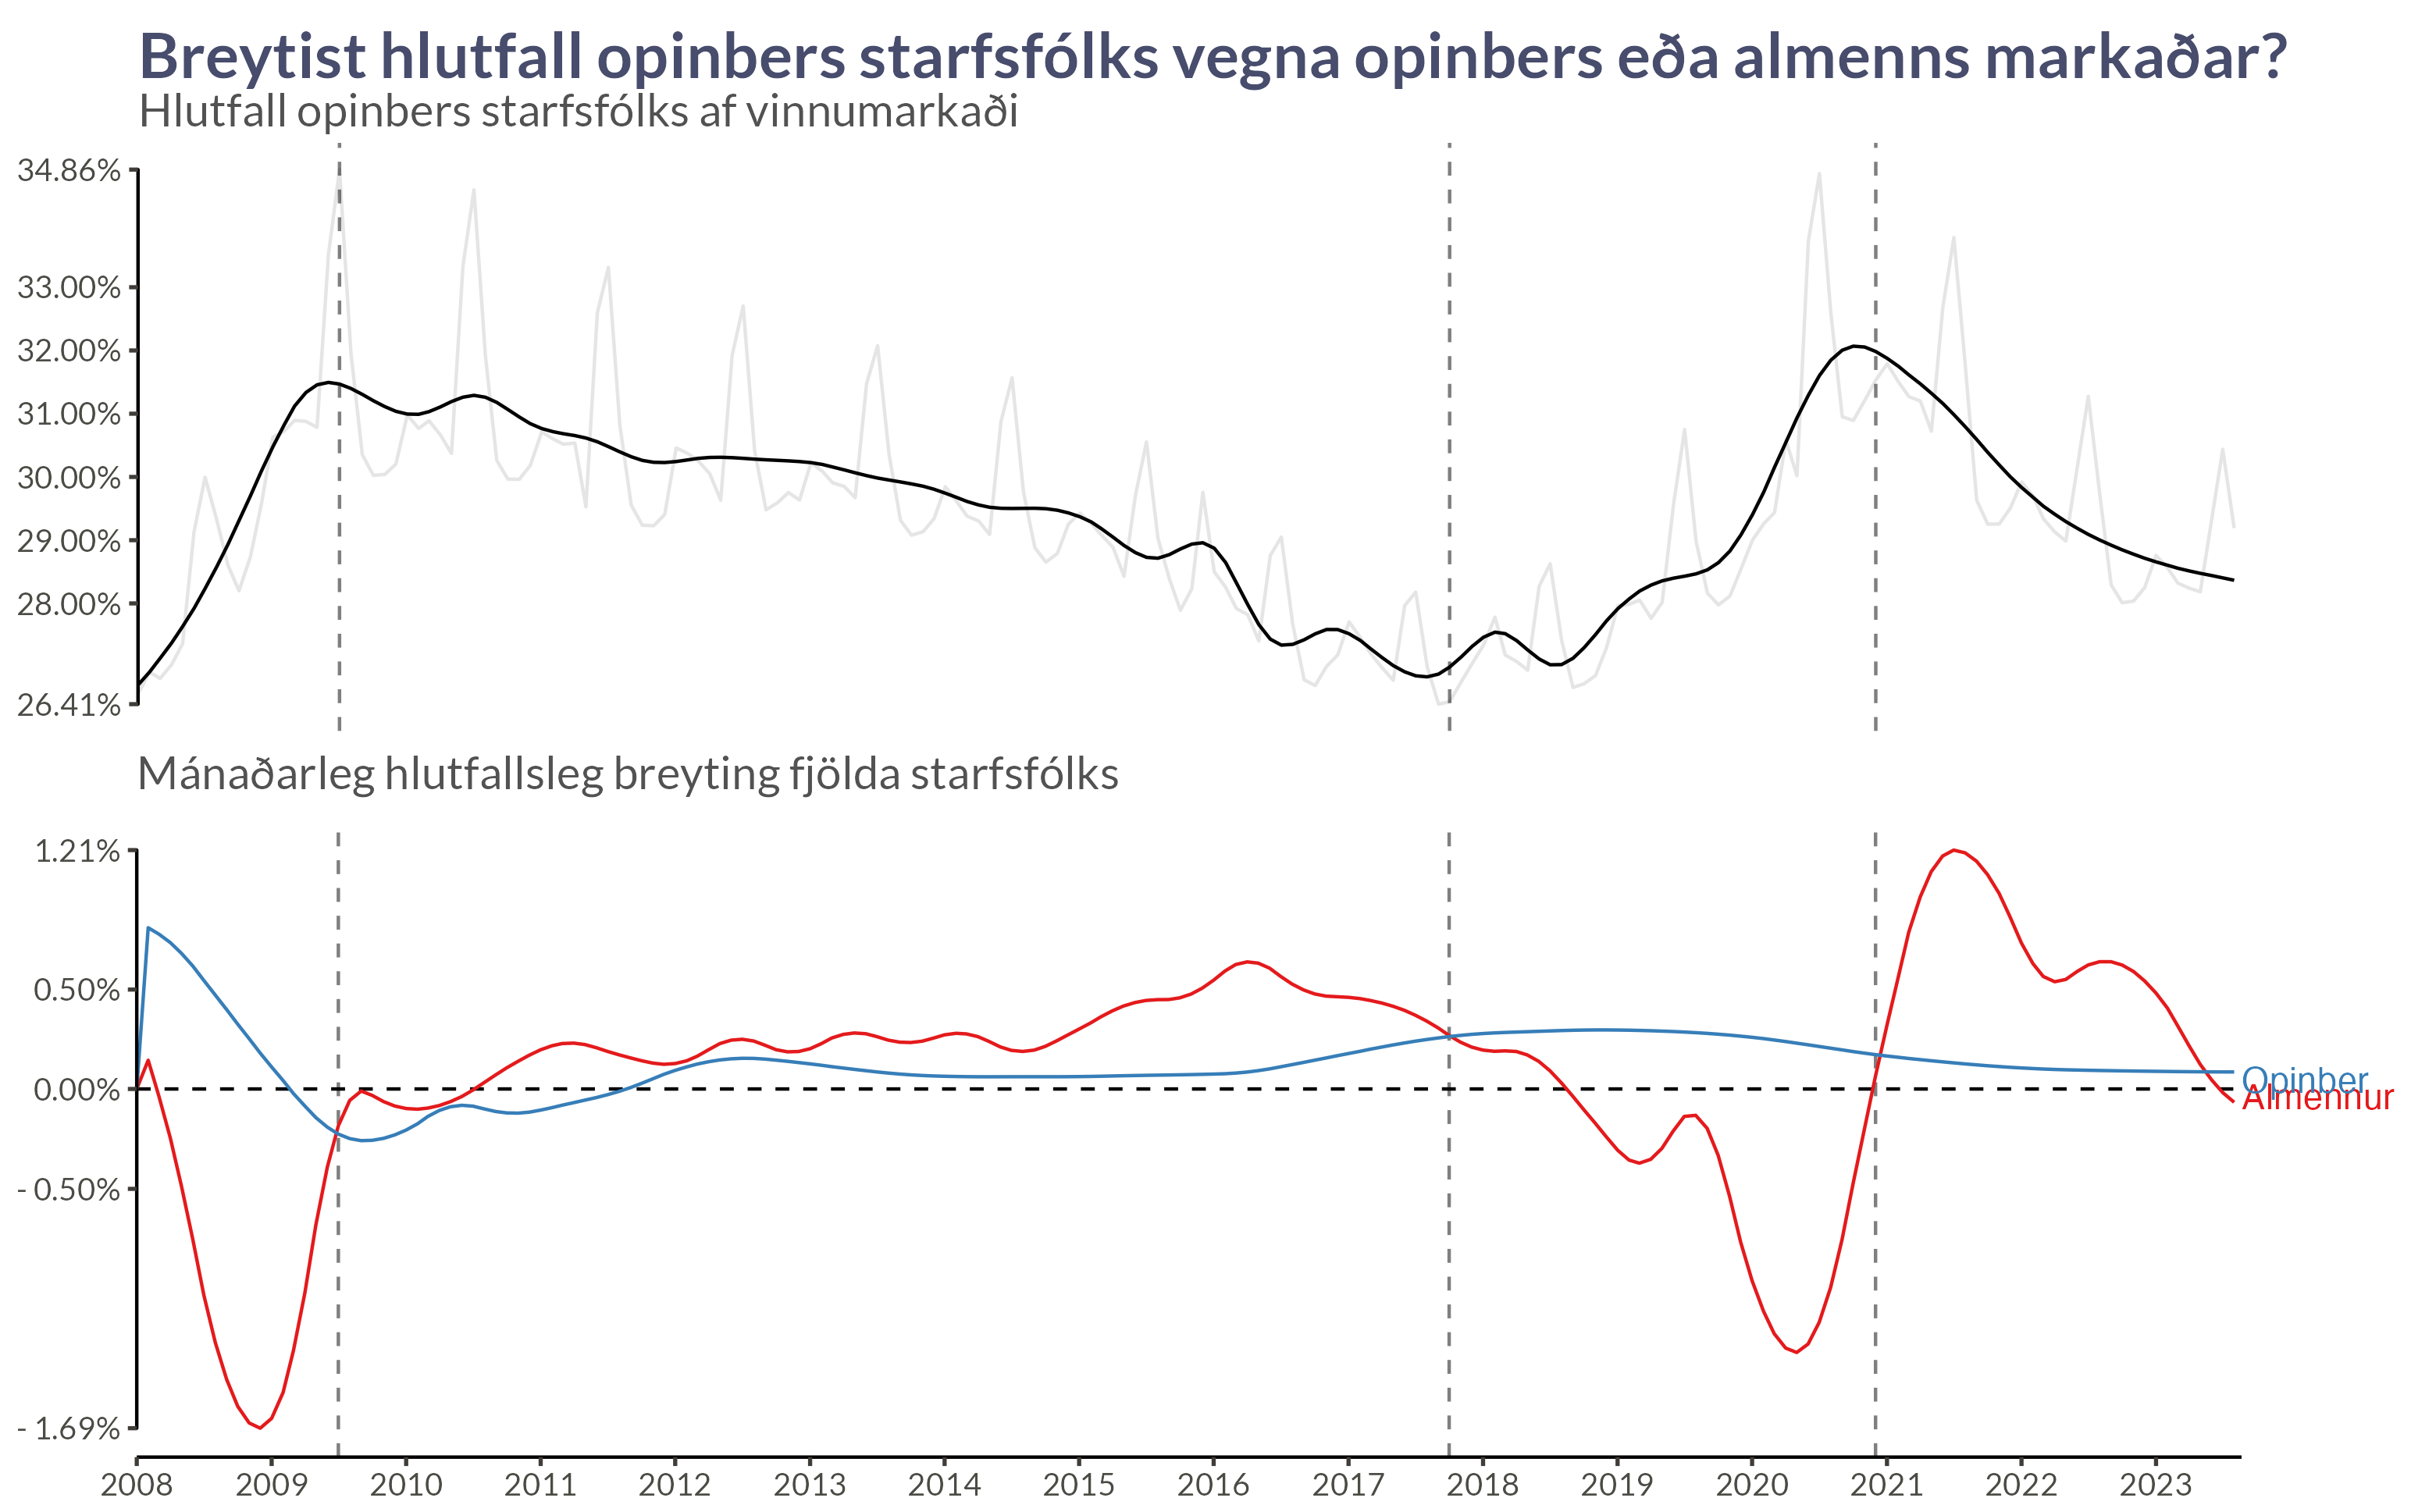 Breytist hlutfall opinbers starfsfólks vegna opinbers eða almenns markaðar?
Hlutfall opinbers starfsfólks af vinnumarkaði
34.86%
33.00%
32.00%
31.00%
30.00%
29.00%
28.00%
26.41%
Mánaðarleg hlutfallsleg breyting fjölda starfsfólks
1.21%
0.50%
0.00%
- 0.50%
- 1.69%
Opinber
Almennur
2008 2009 2010 2011 2012 2013 2014 2015 2016 2017 2018 2019 2020 2021 2022 2023